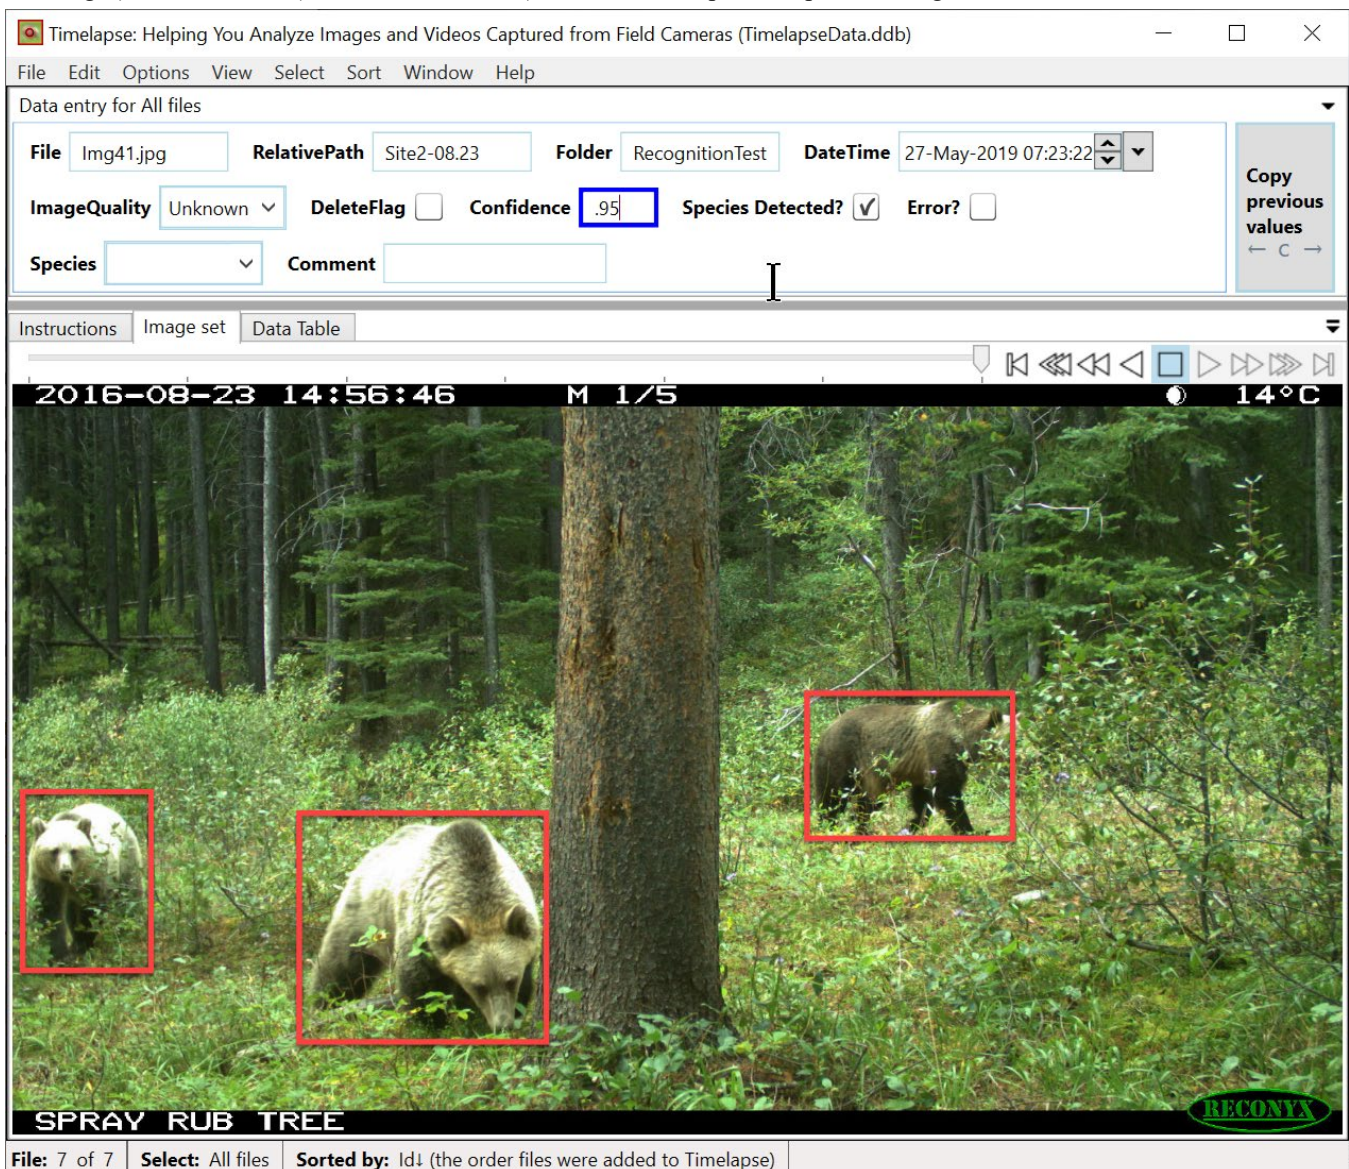 Timelapse: Helping You Analyze Images and Videos Captured from Field Cameras (TimelapseData.ddb)
File Edit Options View Select Sort Window Help
Data entry for All files
File Img41.jpg RelativePath Site2-08.23 Folder RecognitionTest DateTime 27-May-2019 07:23:22
ImageQuality Unknown DeleteFlag Confidence .95 Species Detected? Error?
Species Comment
Copy
previous
values
← C →
Instructions Image set Data Table
2016-08-23 14:56:46 M 1/5 14°C
SPRAY RUB TREE
RECONYX
File: 7 of 7 Select: All files Sorted by: Id↓ (the order files were added to Timelapse)